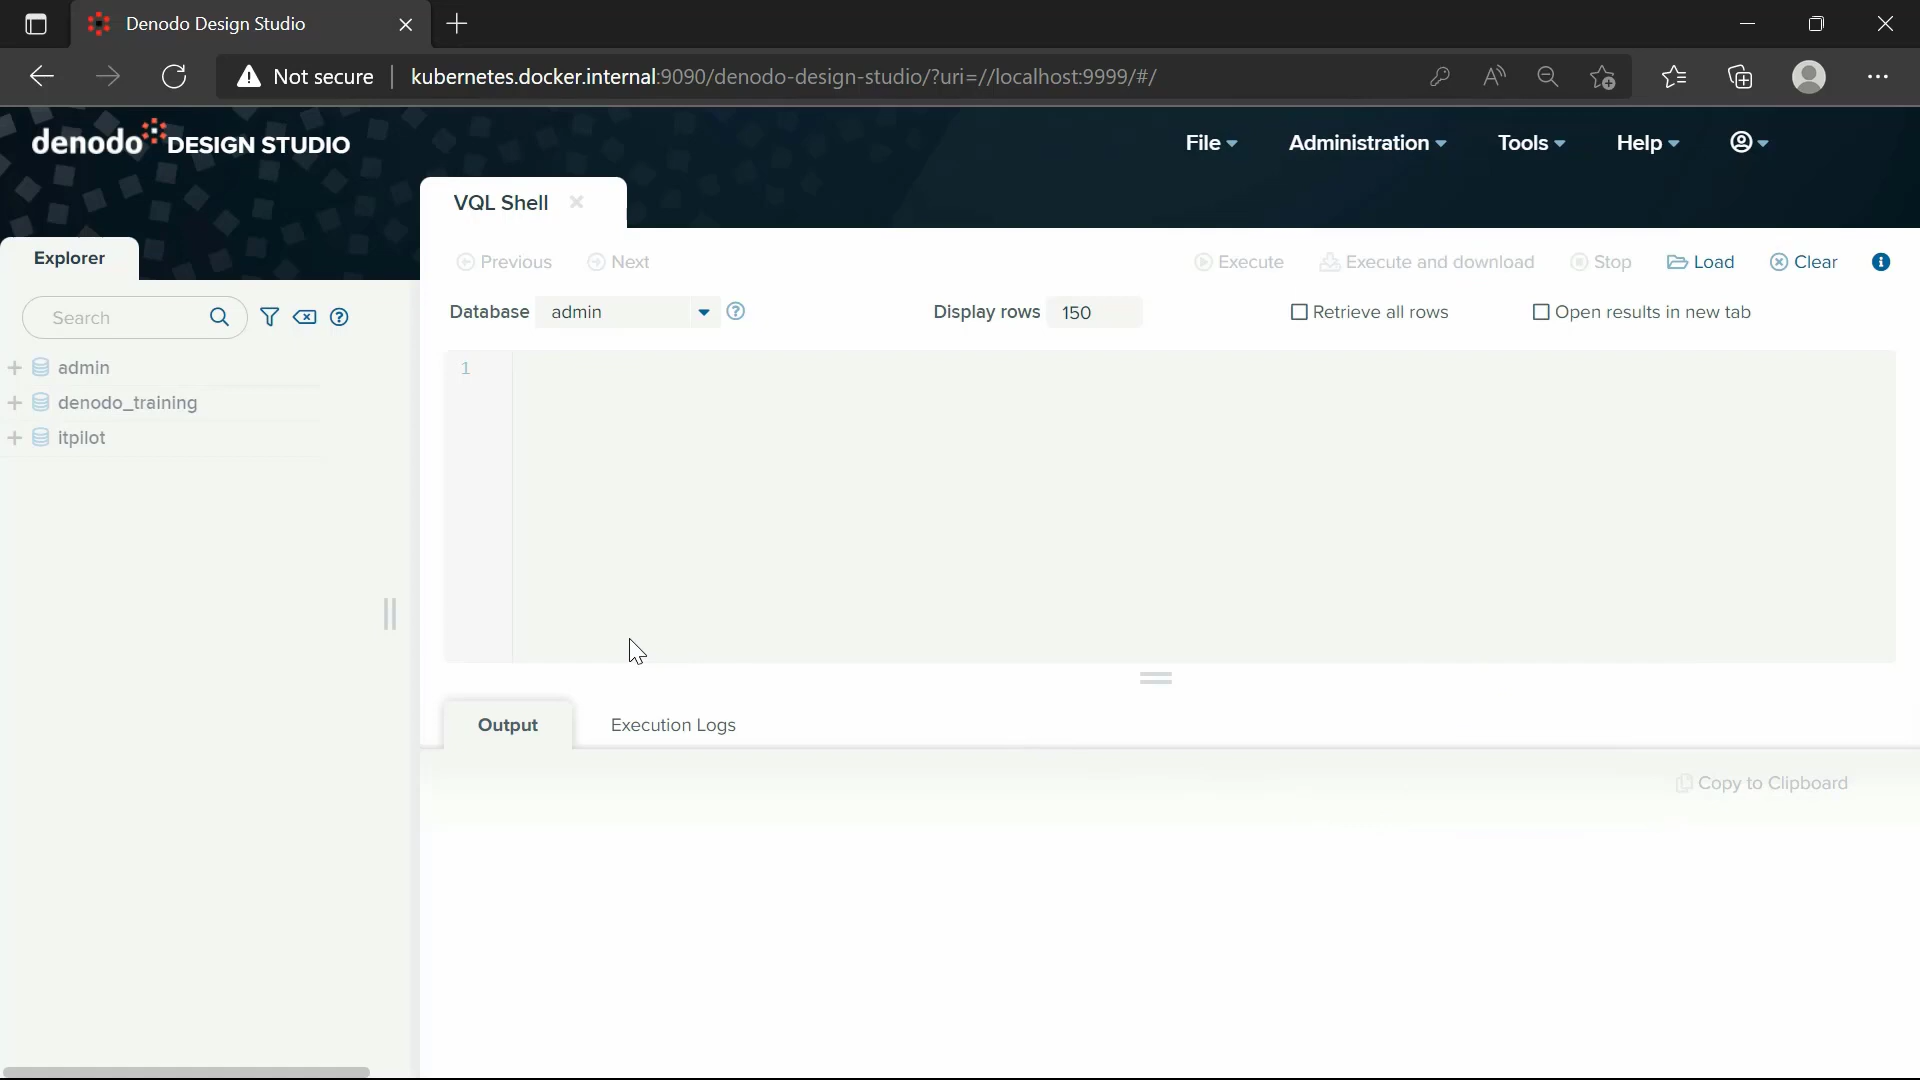 Denodo Design Studio
Not secure kubernetes.docker.internal:9090/denodo-design-studio/?uri=//localhost:9999/#/
denodo DESIGN STUDIO
File Administration Tools Help
VQL Shell
Explorer
Previous Next Execute Execute and download Stop Load Clear
Database admin Display rows 150 Retrieve all rows Open results in new tab
Search
admin
denodo_training
itpilot
1
Output Execution Logs
Copy to Clipboard